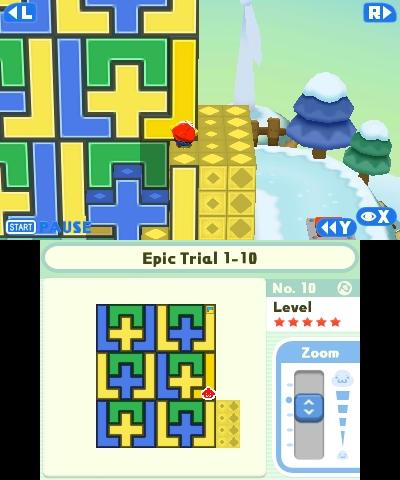 L
R
START PAUSE
Y
X
Epic Trial 1-10
No. 10
Level
Zoom